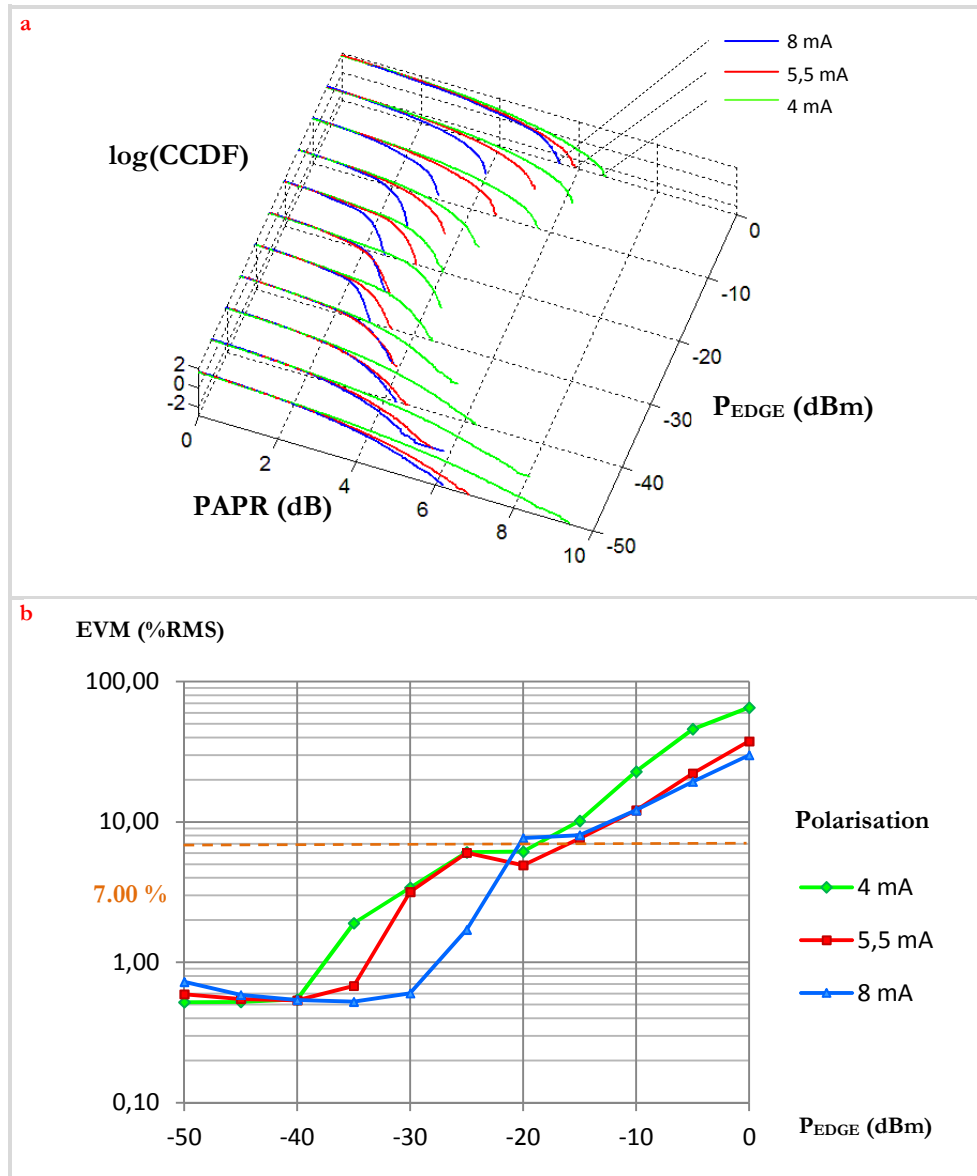 a
8 mA
5,5 mA
4 mA
log(CCDF)
0
-10
-20
-30
-40
-50
P_EDGE (dBm)
2
0
-2
0
2
4
6
8
10
PAPR (dB)
b
EVM (%RMS)
100,00
10,00
7.00 %
1,00
0,10
-50
-40
-30
-20
-10
0
P_EDGE (dBm)
Polarisation
4 mA
5,5 mA
8 mA